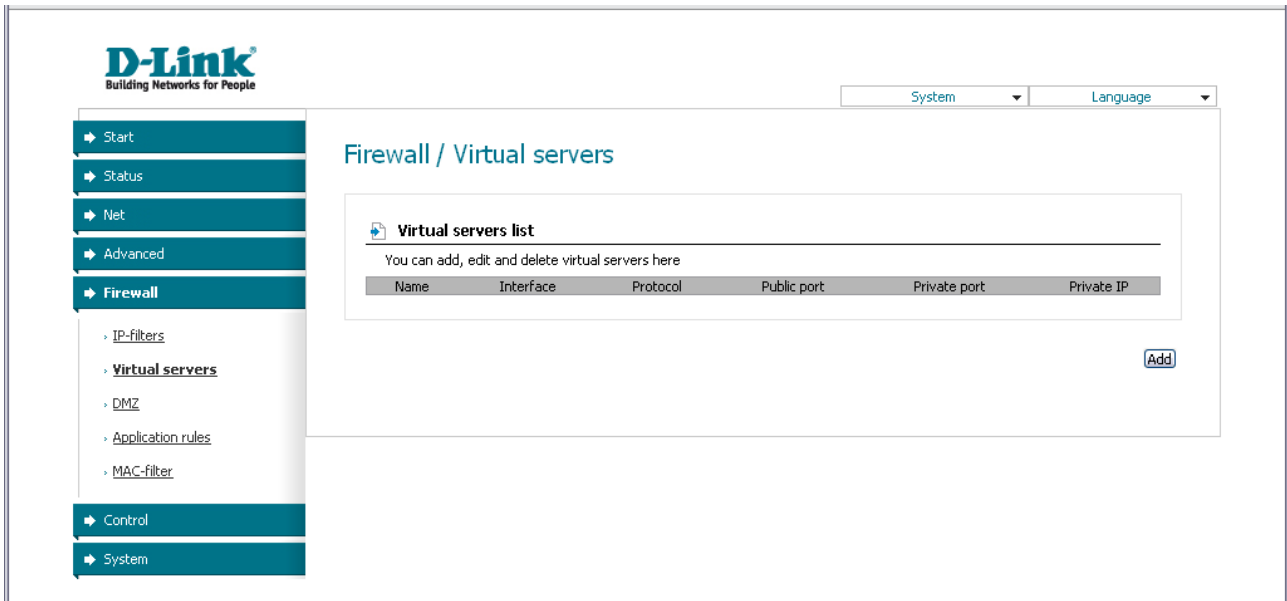 D-Link
Building Networks for People
System Language
Start
Status
Net
Advanced
Firewall
IP-filters
Virtual servers
DMZ
Application rules
MAC-filter
Control
System
Firewall / Virtual servers
Virtual servers list
You can add, edit and delete virtual servers here
Name Interface Protocol Public port Private port Private IP
Add